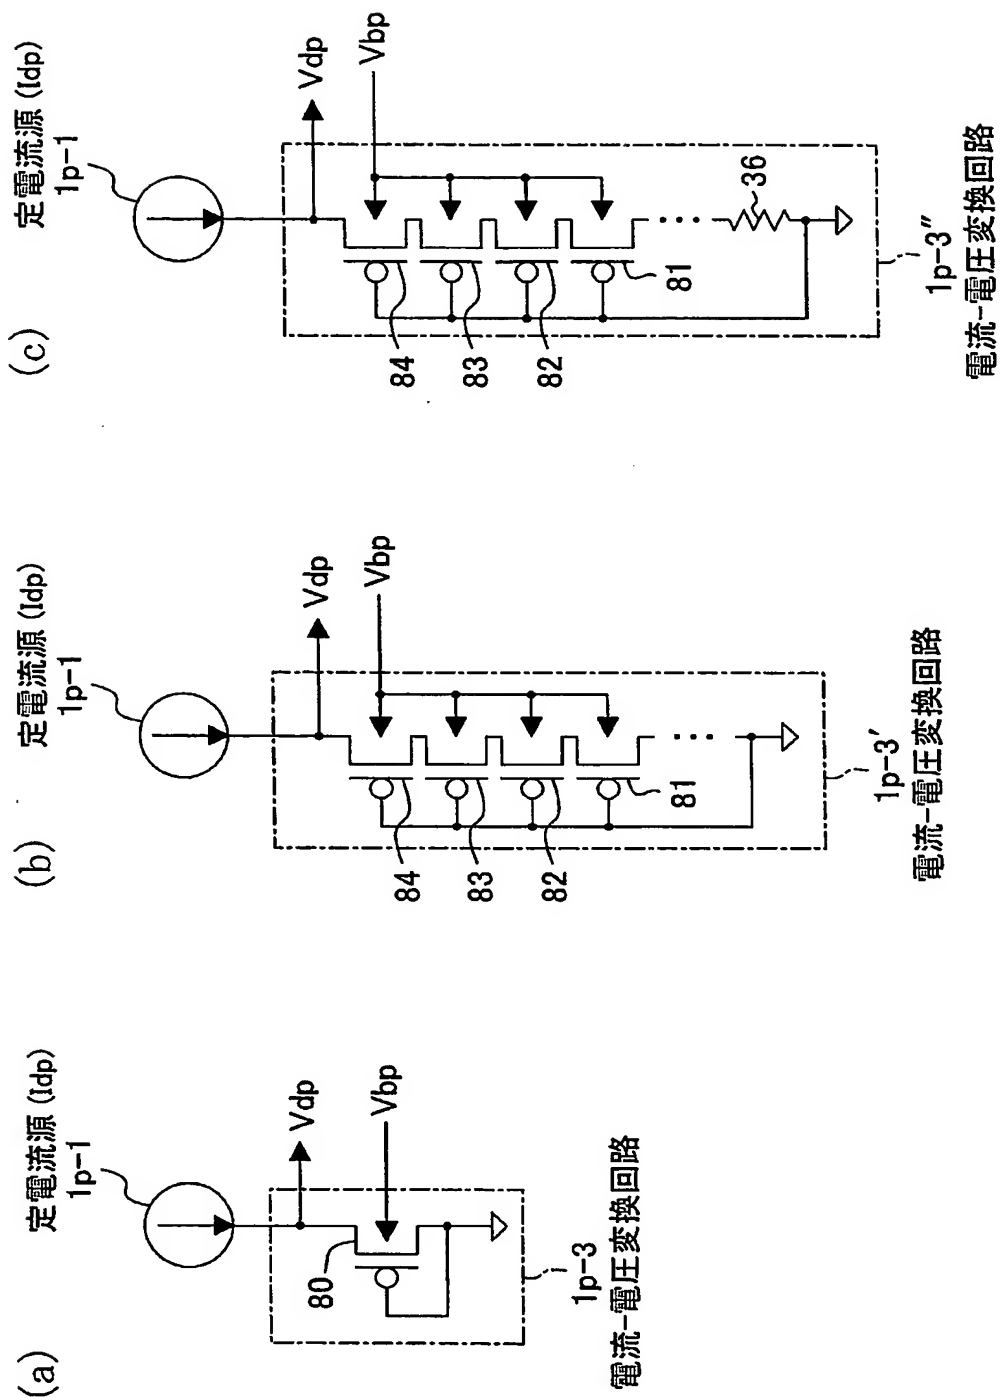 (a)
定電流源 (Idp)
1p-1
Vdp
Vbp
80
1p-3
電流-電圧変換回路
(b)
定電流源 (Idp)
1p-1
Vdp
Vbp
84
83
82
81
1p-3′
電流-電圧変換回路
(c)
定電流源 (Idp)
1p-1
Vdp
Vbp
84
83
82
81
36
1p-3″
電流-電圧変換回路